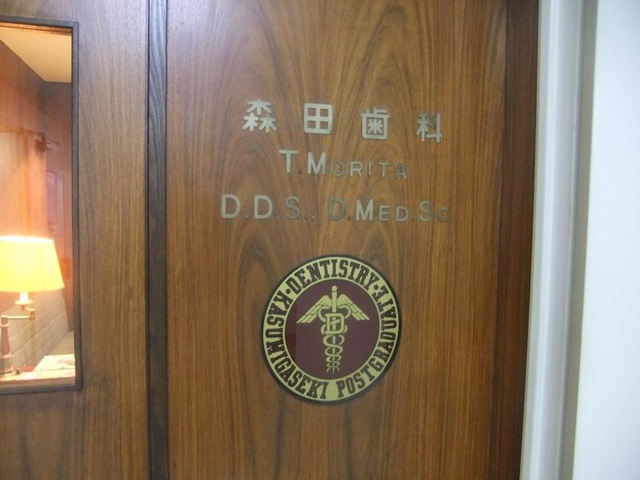 森田歯科
T.MORITA
D.D.S., D.MED.SC
DENTISTRY
KASUMIGASEKI POSTGRADUATE